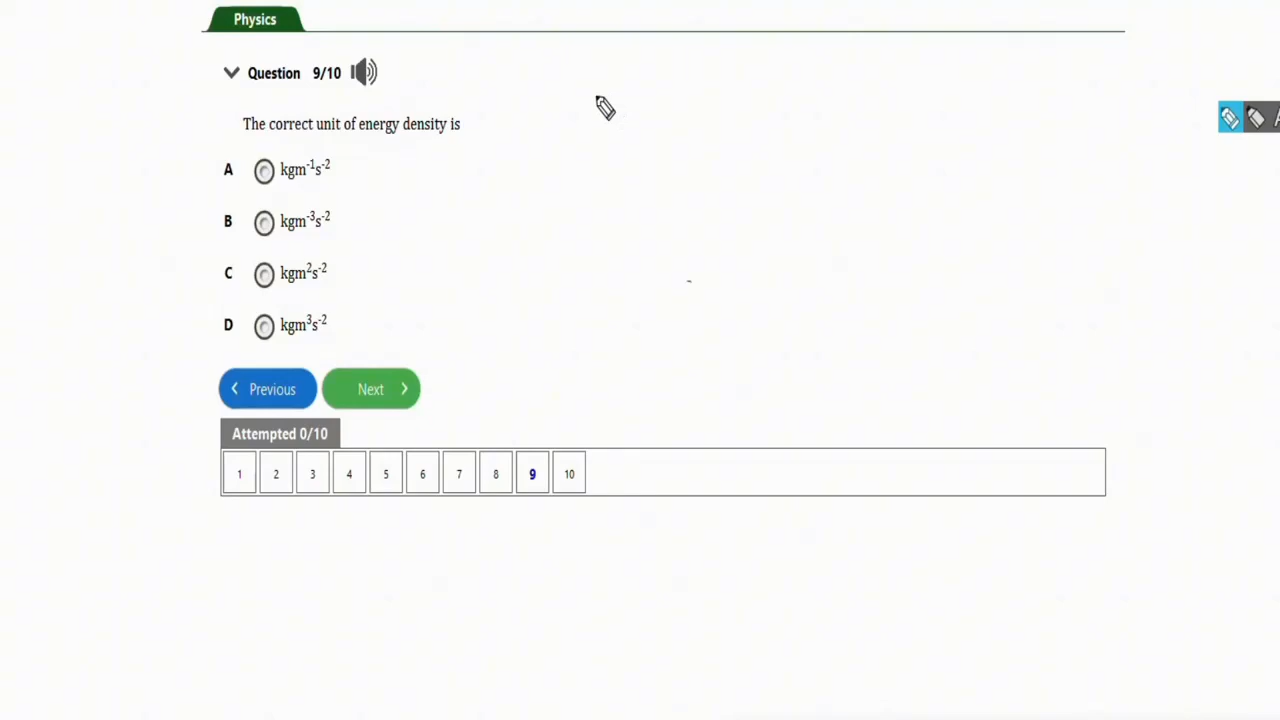 Physics
Question 9/10
The correct unit of energy density is
A kgm⁻¹s⁻²
B kgm⁻³s⁻²
C kgm²s⁻²
D kgm³s⁻²
Previous Next
Attempted 0/10
1 2 3 4 5 6 7 8 9 10